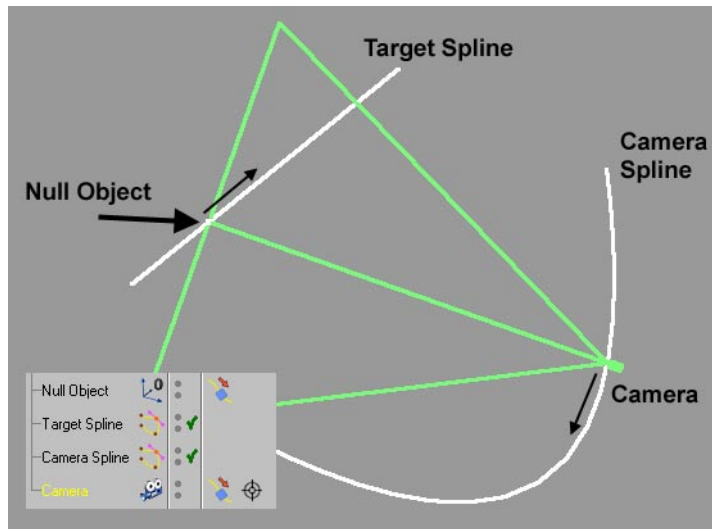 Target Spline
Camera
Spline
Null Object
Camera
Null Object
Target Spline
Camera Spline
Camera